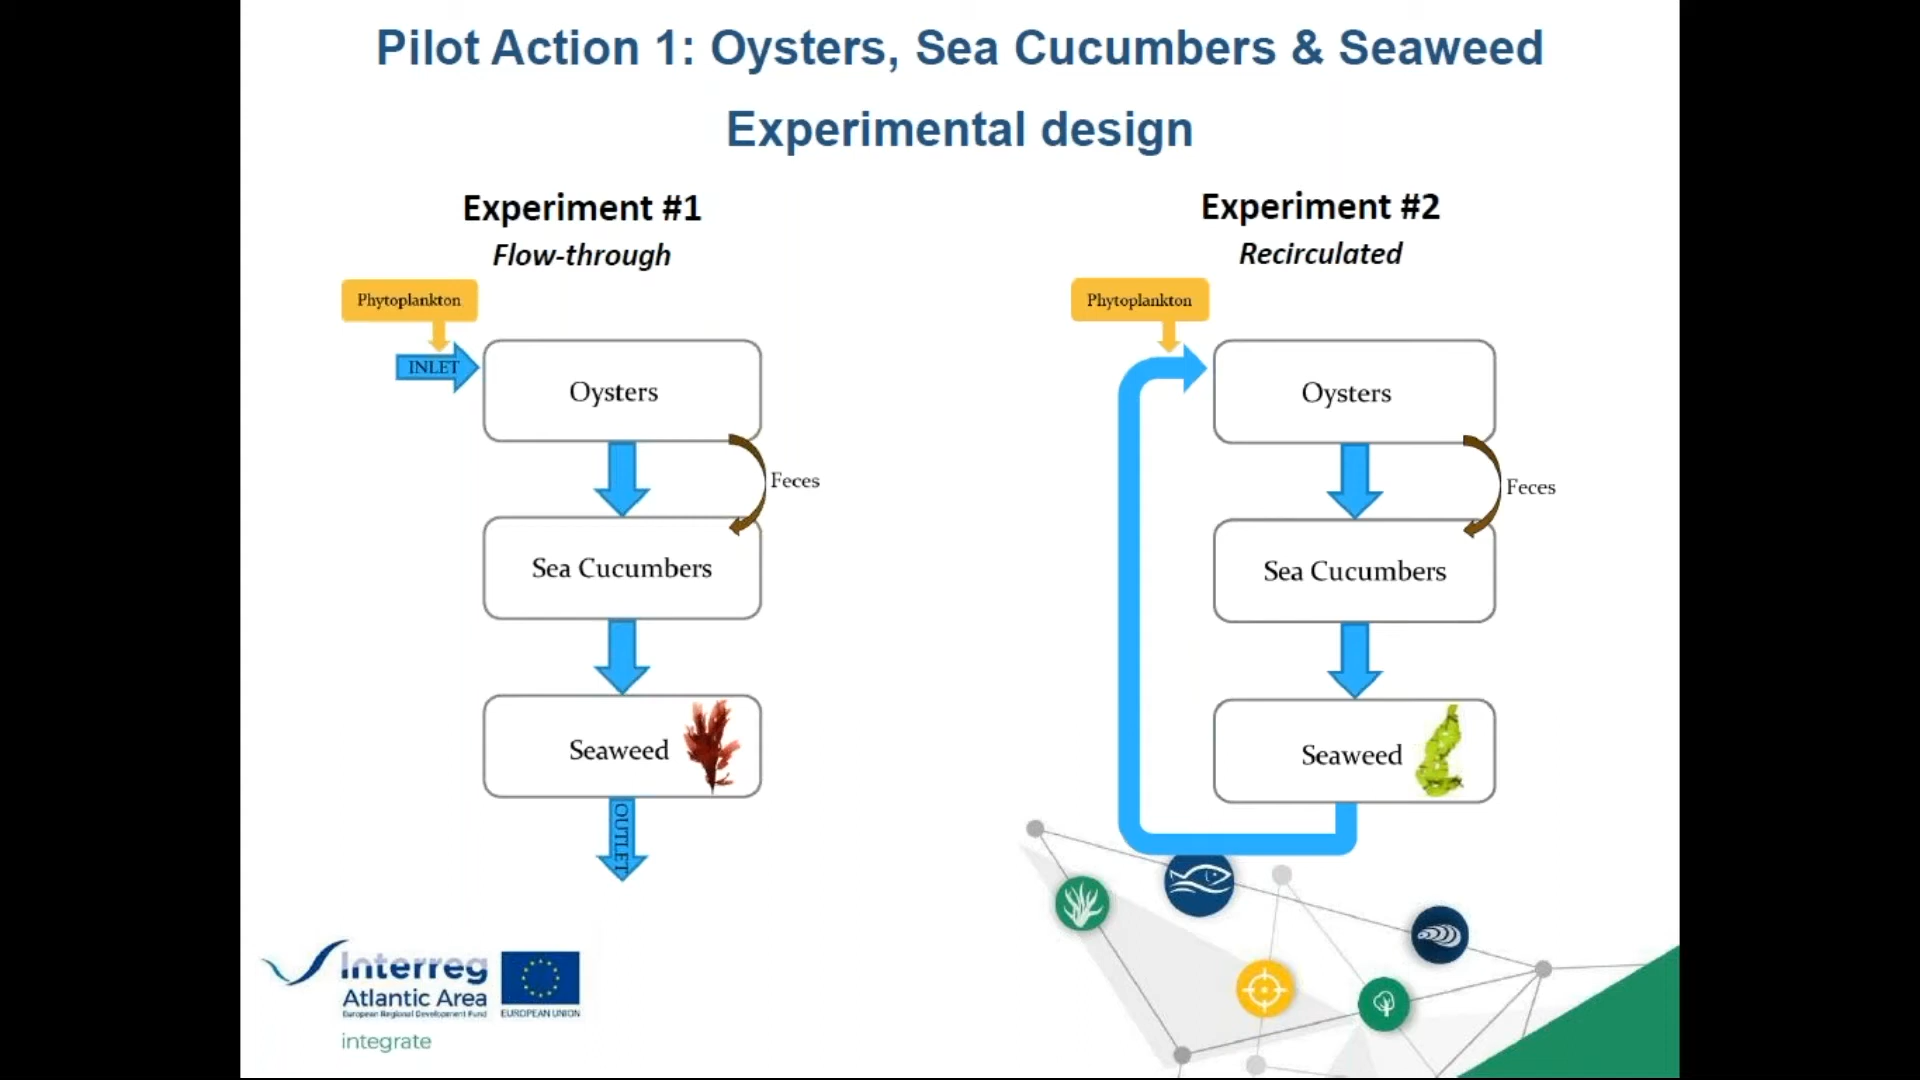 Pilot Action 1: Oysters, Sea Cucumbers & Seaweed
Experimental design
Experiment #1
Flow-through
Phytoplankton
INLET
Oysters
Feces
Sea Cucumbers
Seaweed
OUTLET
Experiment #2
Recirculated
Phytoplankton
Oysters
Feces
Sea Cucumbers
Seaweed
Interreg
Atlantic Area
European Regional Development Fund
EUROPEAN UNION
integrate